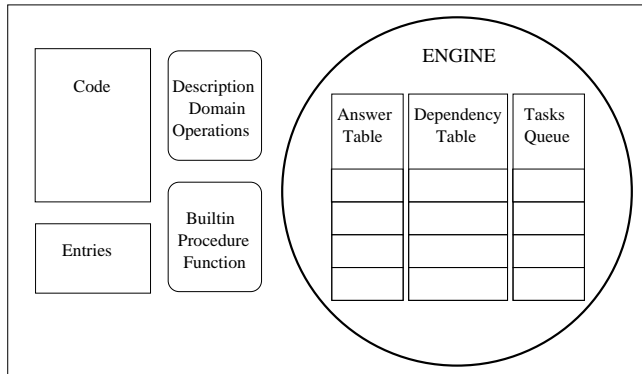 Code
Entries
Description
Domain
Operations
Builtin
Procedure
Function
ENGINE
Answer
Table
Dependency
Table
Tasks
Queue